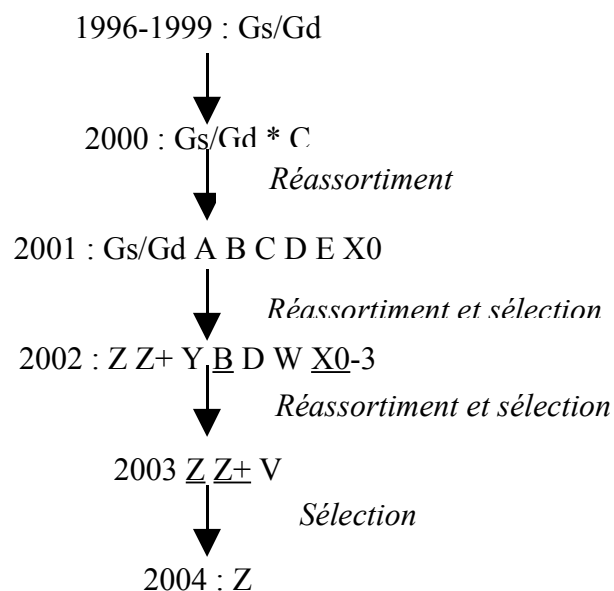 1996-1999 : Gs/Gd
2000 : Gs/Gd * C
Réassortiment
2001 : Gs/Gd A B C D E X0
Réassortiment et sélection
2002 : Z Z+ Y B D W X0-3
Réassortiment et sélection
2003 Z Z+ V
Sélection
2004 : Z